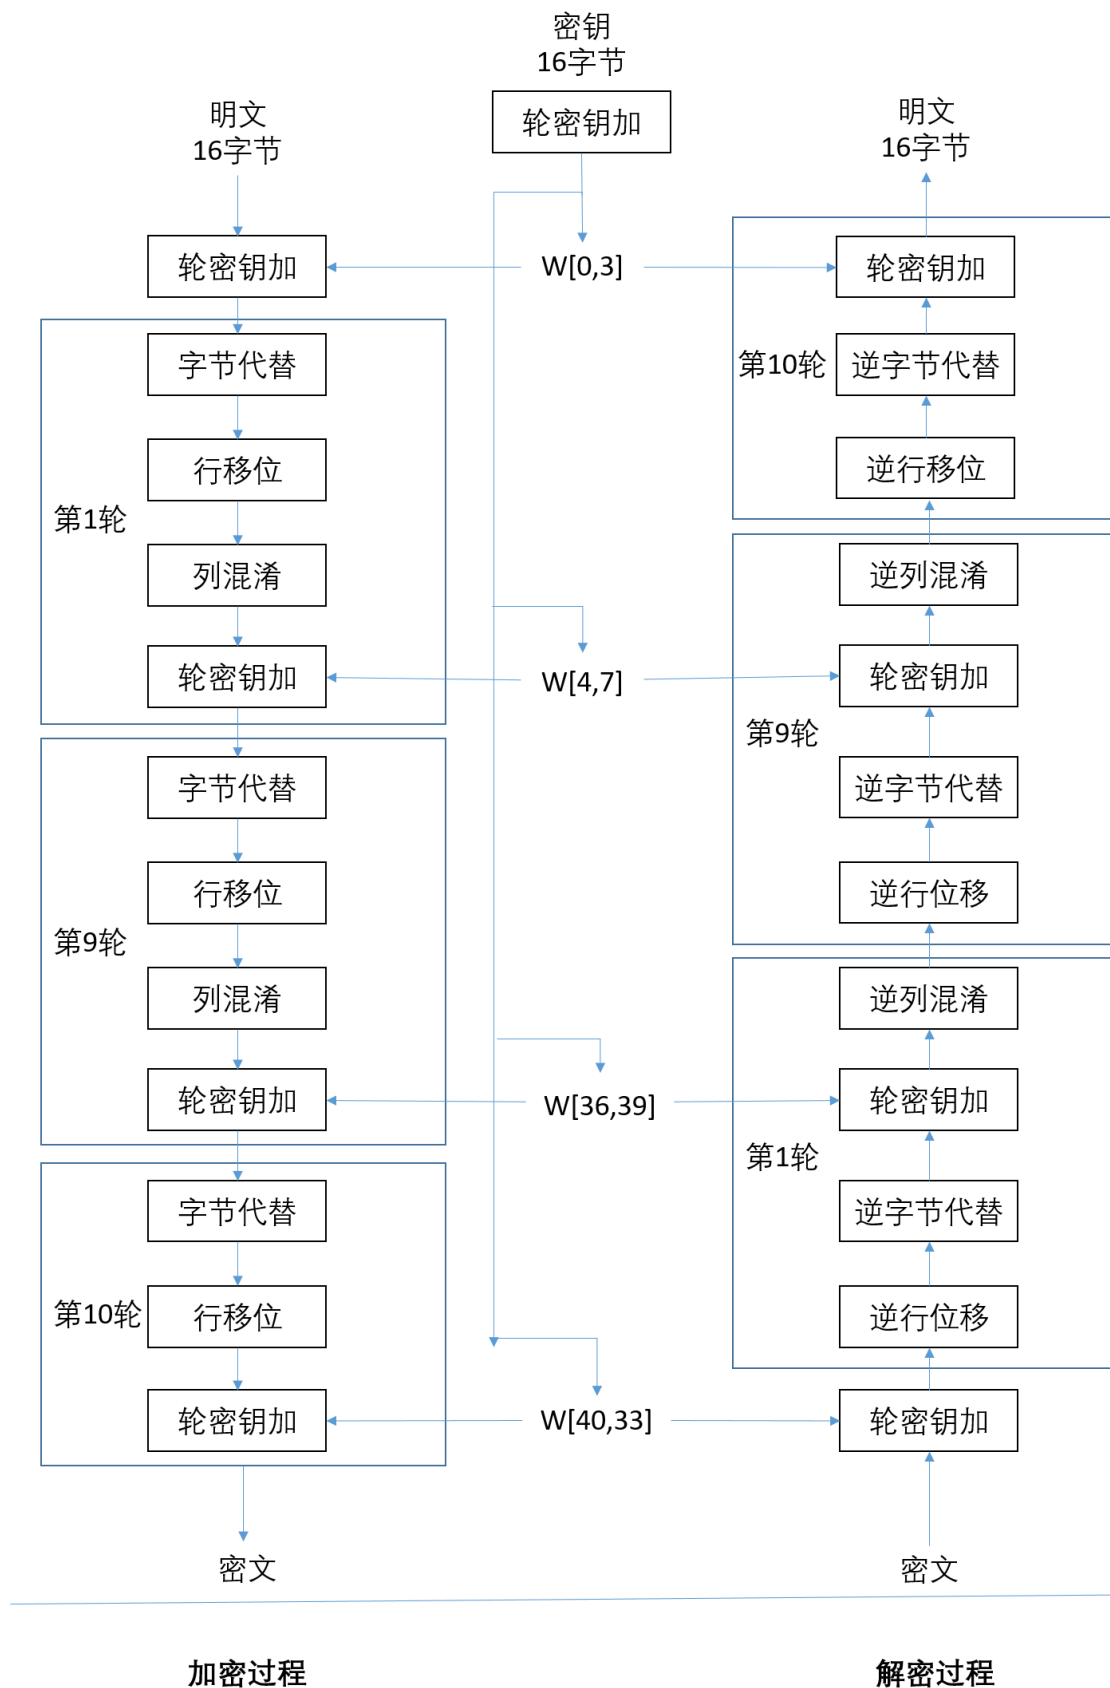 密钥
16字节
轮密钥加
明文
16字节
轮密钥加
第1轮
字节代替
行移位
列混淆
轮密钥加
第9轮
字节代替
行移位
列混淆
轮密钥加
第10轮
字节代替
行移位
轮密钥加
密文
加密过程
W[0,3]
W[4,7]
W[36,39]
W[40,33]
明文
16字节
轮密钥加
第10轮
逆字节代替
逆行移位
逆列混淆
轮密钥加
第9轮
逆字节代替
逆行位移
逆列混淆
轮密钥加
第1轮
逆字节代替
逆行位移
轮密钥加
密文
解密过程